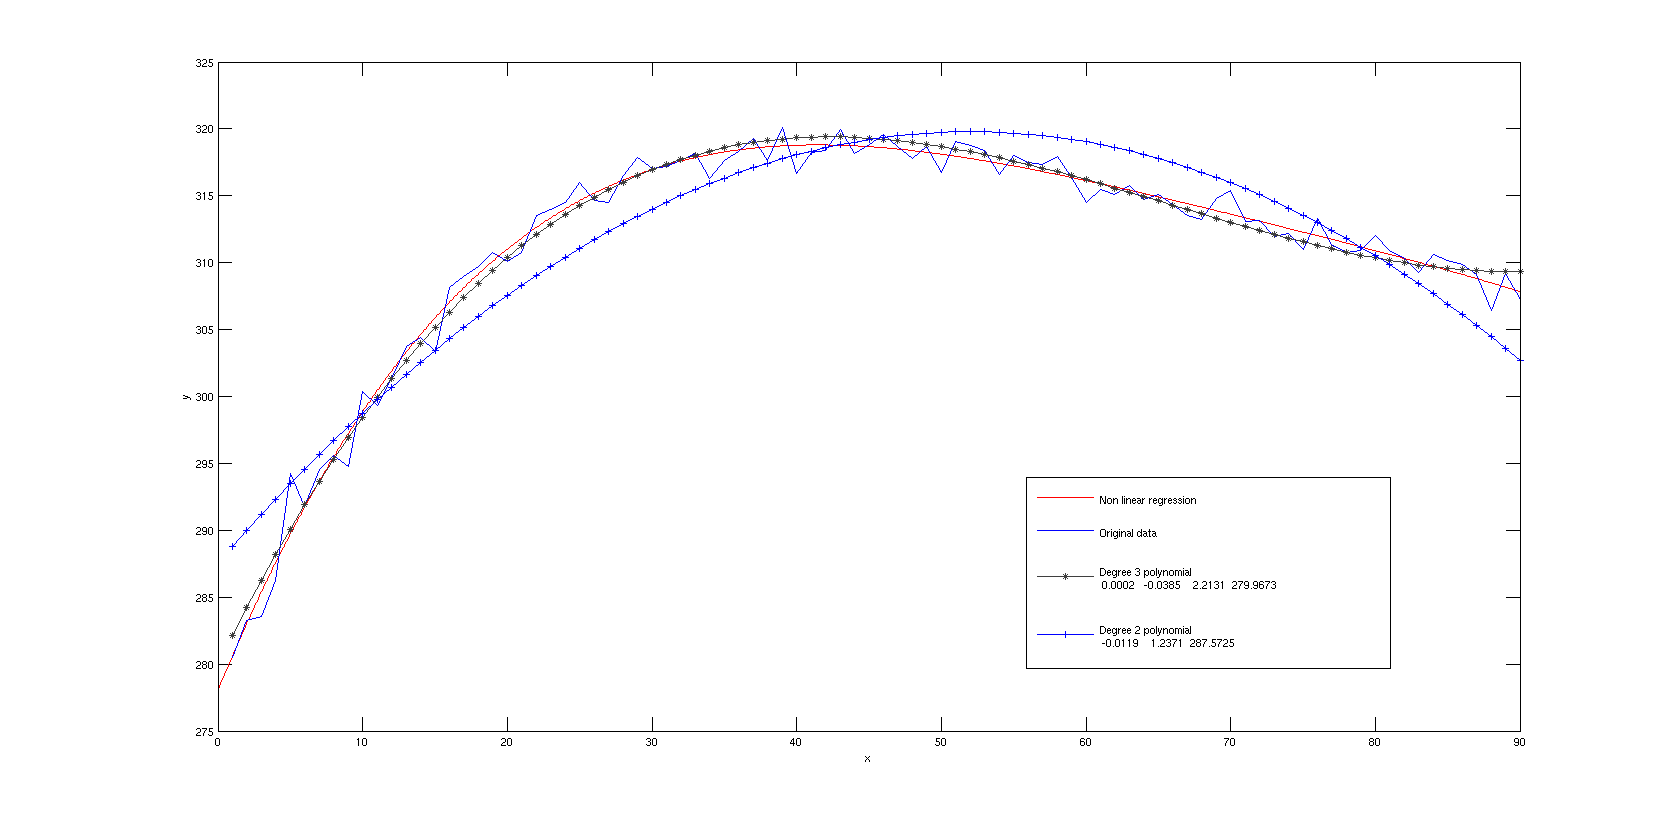 325
320
315
310
305
300
y
295
290
285
280
275
0 10 20 30 40 50 60 70 80 90
x
Non linear regression
Original data
Degree 3 polynomial
0.0002 -0.0385 2.2131 279.9673
Degree 2 polynomial
-0.0119 1.2371 287.5725